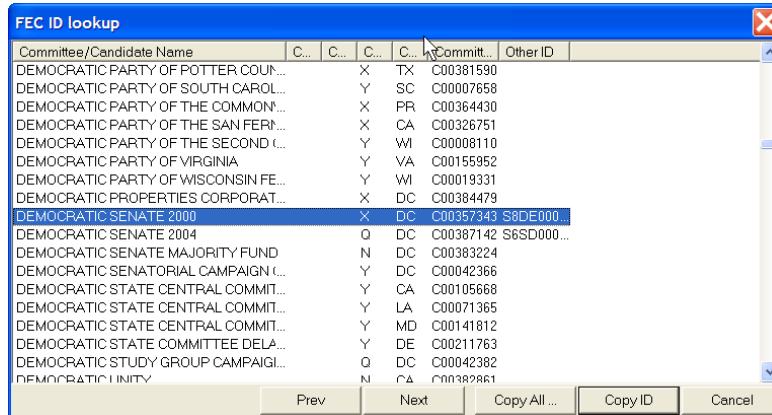 FEC ID lookup
Committee/Candidate Name C... C... C... C... Committ... Other ID
DEMOCRATIC PARTY OF POTTER COUN... X TX C00381590
DEMOCRATIC PARTY OF SOUTH CAROL... Y SC C00007658
DEMOCRATIC PARTY OF THE COMMON... X PR C00364430
DEMOCRATIC PARTY OF THE SAN FERN... X CA C00326751
DEMOCRATIC PARTY OF THE SECOND (... Y WI C00008110
DEMOCRATIC PARTY OF VIRGINIA Y VA C00155952
DEMOCRATIC PARTY OF WISCONSIN FE... Y WI C00019331
DEMOCRATIC PROPERTIES CORPORAT... X DC C00384479
DEMOCRATIC SENATE 2000 X DC C00357343 S8DE000...
DEMOCRATIC SENATE 2004 Q DC C00387142 S6SD000...
DEMOCRATIC SENATE MAJORITY FUND N DC C00383224
DEMOCRATIC SENATORIAL CAMPAIGN (... Y DC C00042366
DEMOCRATIC STATE CENTRAL COMMIT... Y CA C00105668
DEMOCRATIC STATE CENTRAL COMMIT... Y LA C00071365
DEMOCRATIC STATE CENTRAL COMMIT... Y MD C00141812
DEMOCRATIC STATE COMMITTEE DELA... Y DE C00211763
DEMOCRATIC STUDY GROUP CAMPAIG... Q DC C00042382
DEMOCRATIC UNITY N CA C00382861
Prev Next Copy All ... Copy ID Cancel